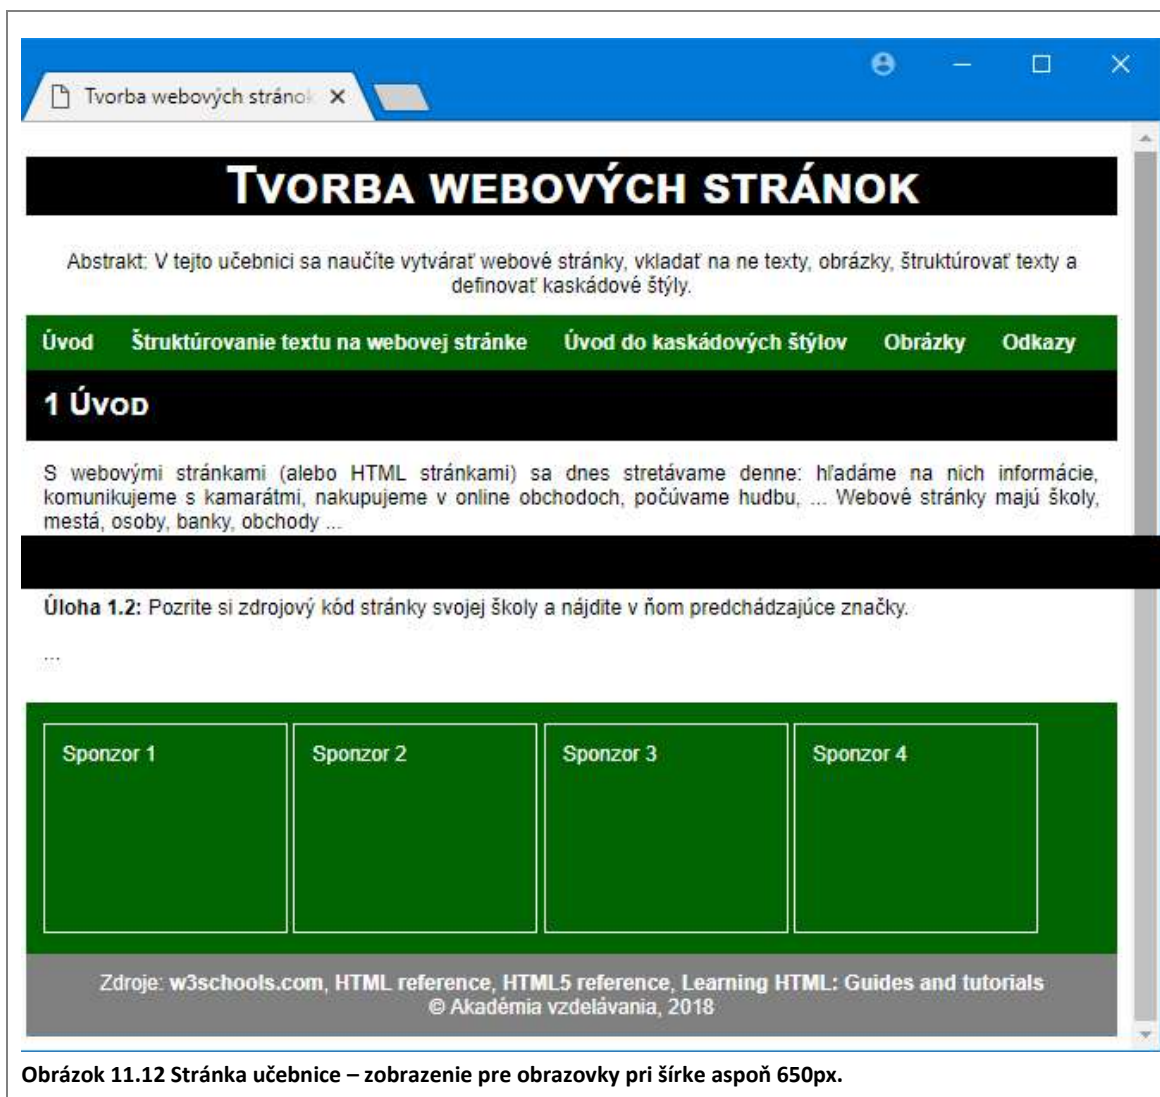 Tvorba webových stránok
Tvorba webových stránok
Abstrakt: V tejto učebnici sa naučíte vytvárať webové stránky, vkladať na ne texty, obrázky, štruktúrovať texty a
definovať kaskádové štýly.
Úvod Štruktúrovanie textu na webovej stránke Úvod do kaskádových štýlov Obrázky Odkazy
1 Úvod
S webovými stránkami (alebo HTML stránkami) sa dnes stretávame denne: hľadáme na nich informácie,
komunikujeme s kamarátmi, nakupujeme v online obchodoch, počúvame hudbu, ... Webové stránky majú školy,
mestá, osoby, banky, obchody ...
Úloha 1.2: Pozrite si zdrojový kód stránky svojej školy a nájdite v ňom predchádzajúce značky.
...
Sponzor 1 Sponzor 2 Sponzor 3 Sponzor 4
Zdroje: w3schools.com, HTML reference, HTML5 reference, Learning HTML: Guides and tutorials
© Akadémia vzdelávania, 2018
Obrázok 11.12 Stránka učebnice – zobrazenie pre obrazovky pri šírke aspoň 650px.